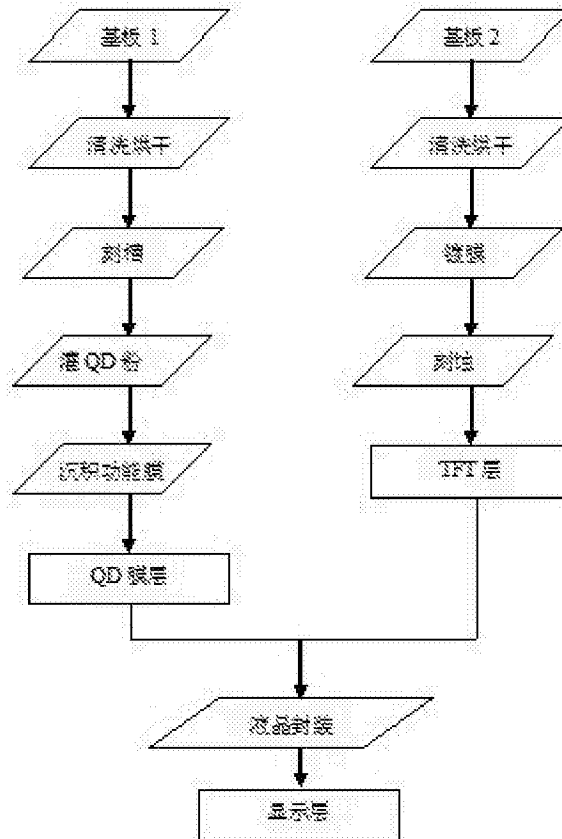 基板 1
清洗烘干
刻槽
灌 QD 粉
沉积功能膜
QD 膜层
基板 2
清洗烘干
镀膜
刻蚀
TFT 层
成品封装
显示层